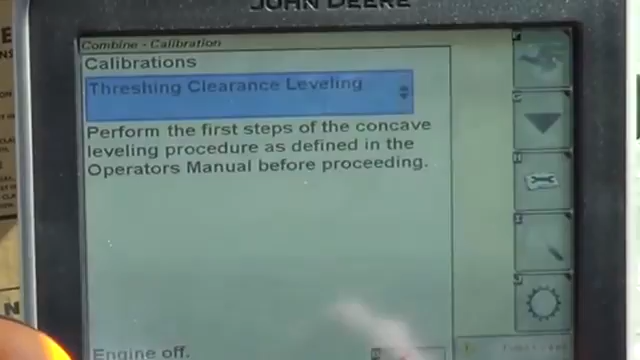 JOHN DEERE
Combine - Calibration
Calibrations
Threshing Clearance Leveling
Perform the first steps of the concave
leveling procedure as defined in the
Operators Manual before proceeding.
Engine off.